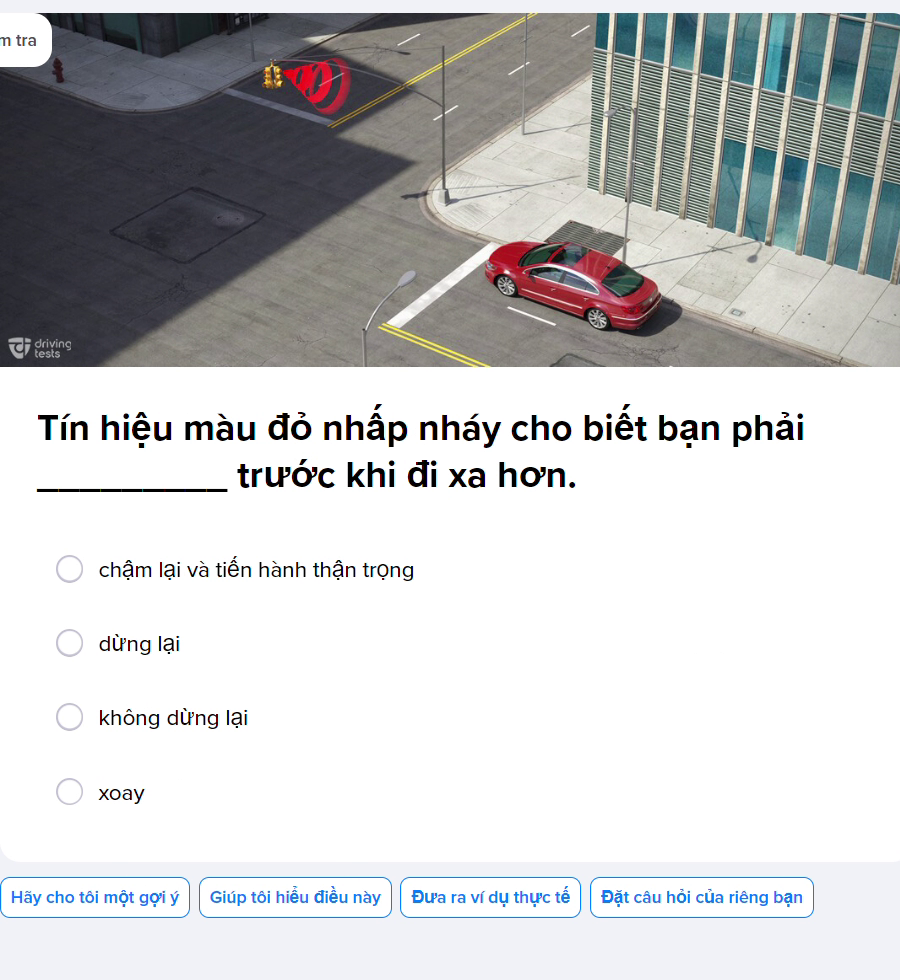 m tra
driving
tests
Tín hiệu màu đỏ nhấp nháy cho biết bạn phải
_________ trước khi đi xa hơn.
chậm lại và tiến hành thận trọng
dừng lại
không dừng lại
xoay
Hãy cho tôi một gợi ý
Giúp tôi hiểu điều này
Đưa ra ví dụ thực tế
Đặt câu hỏi của riêng bạn